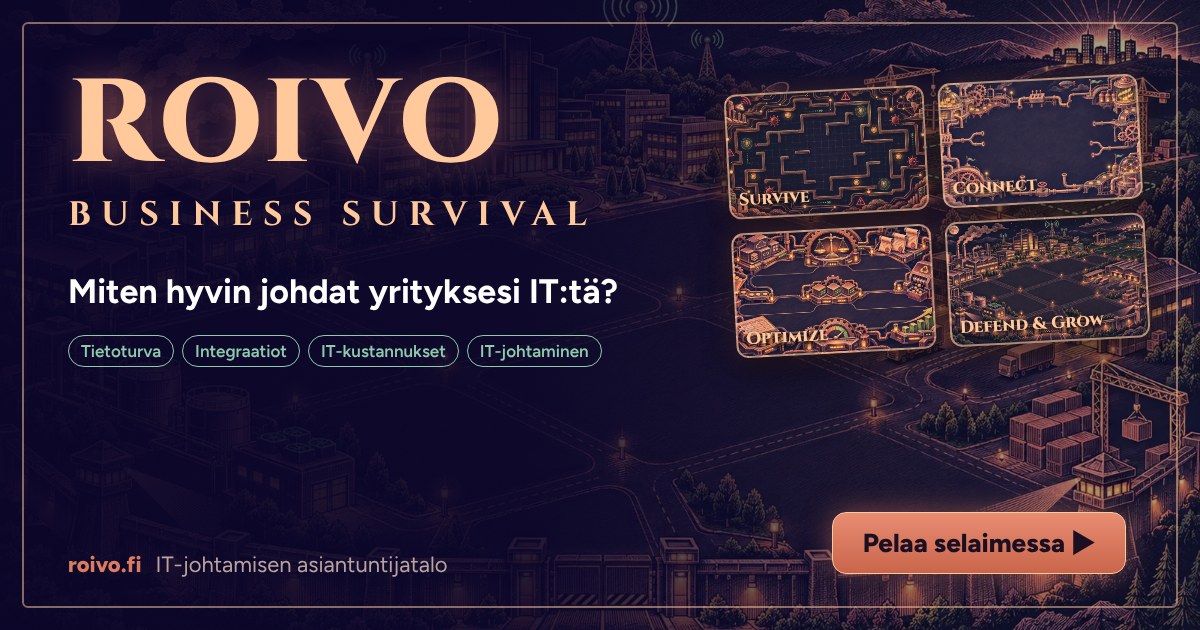 ROIVO
BUSINESS SURVIVAL
Miten hyvin johdat yrityksesi IT:tä?
Tietoturva Integraatiot IT-kustannukset IT-johtaminen
SURVIVE
CONNECT
OPTIMIZE
DEFEND & GROW
Pelaa selaimessa ▶
roivo.fi IT-johtamisen asiantuntijatalo